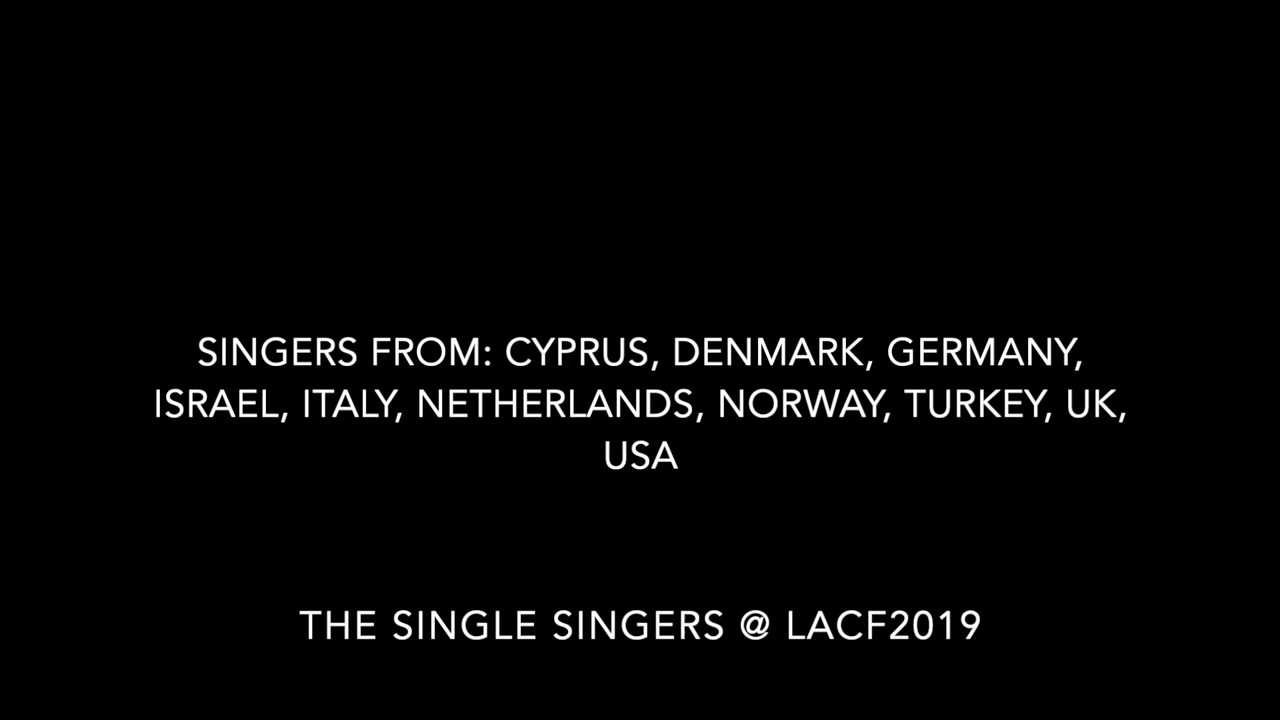 SINGERS FROM: CYPRUS, DENMARK, GERMANY,
ISRAEL, ITALY, NETHERLANDS, NORWAY, TURKEY, UK,
USA
THE SINGLE SINGERS @ LACF2019